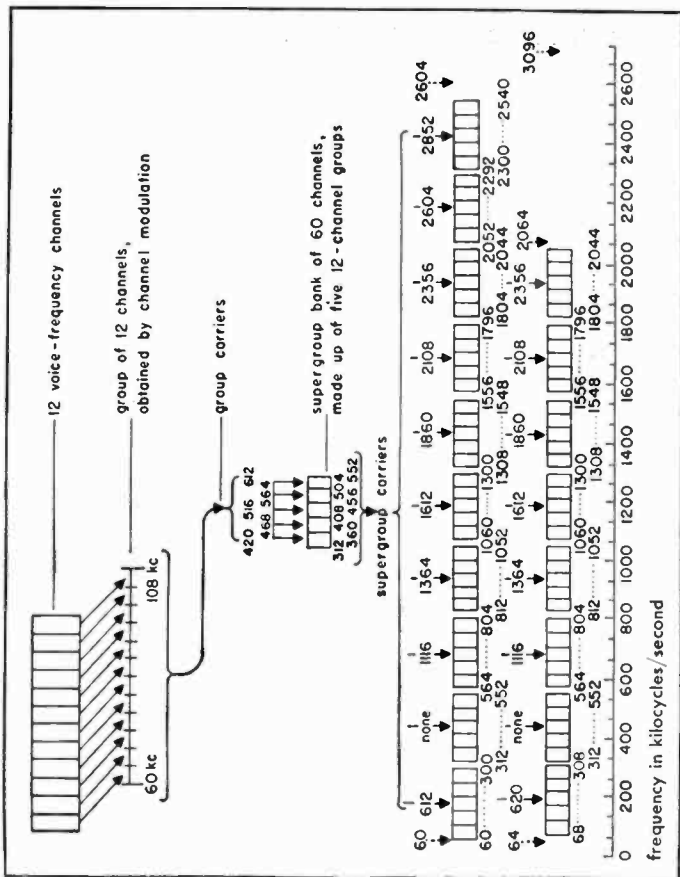 12 voice-frequency channels
group of 12 channels,
obtained by channel modulation
60 kc
108 kc
group carriers
420 516 612
468 564
supergroup bank of 60 channels,
made up of five 12-channel groups
312 408 504
360 456 552
supergroup carriers
60 612 none 1116 1364 1612 1860 2108 2356 2604 2852 2604
60 300 564 804 1060 1300 1556 1796 2052 2292
312 552 812 1052 1308 1548 1804 2044 2300 2540
64 620 none 1116 1364 1612 1860 2108 2356 2064 3096
68 308 564 804 1060 1300 1556 1796
312 552 812 1052 1308 1548 1804 2044
0 200 400 600 800 1000 1200 1400 1600 1800 2000 2200 2400 2600
frequency in kilocycles/second